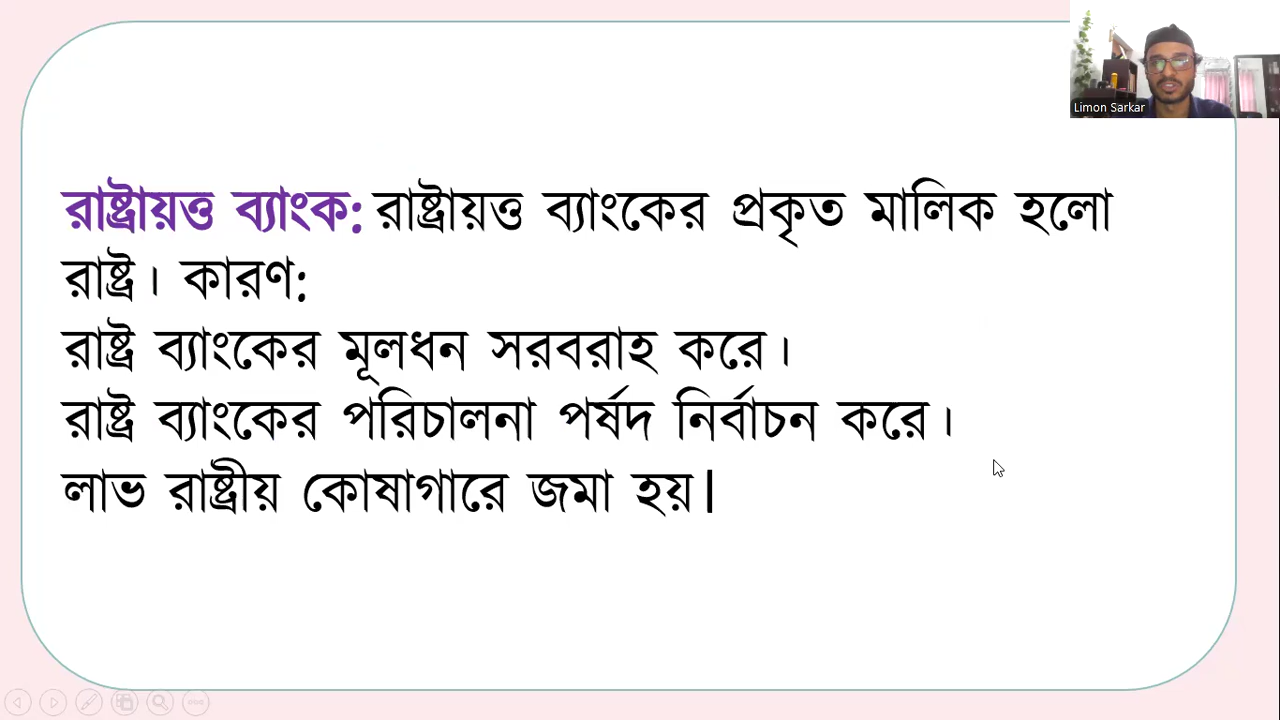 Limon Sarkar
রাষ্ট্রায়ত্ত ব্যাংক: রাষ্ট্রায়ত্ত ব্যাংকের প্রকৃত মালিক হলো
রাষ্ট্র। কারণ:
রাষ্ট্র ব্যাংকের মূলধন সরবরাহ করে।
রাষ্ট্র ব্যাংকের পরিচালনা পর্ষদ নির্বাচন করে।
লাভ রাষ্ট্রীয় কোষাগারে জমা হয়|